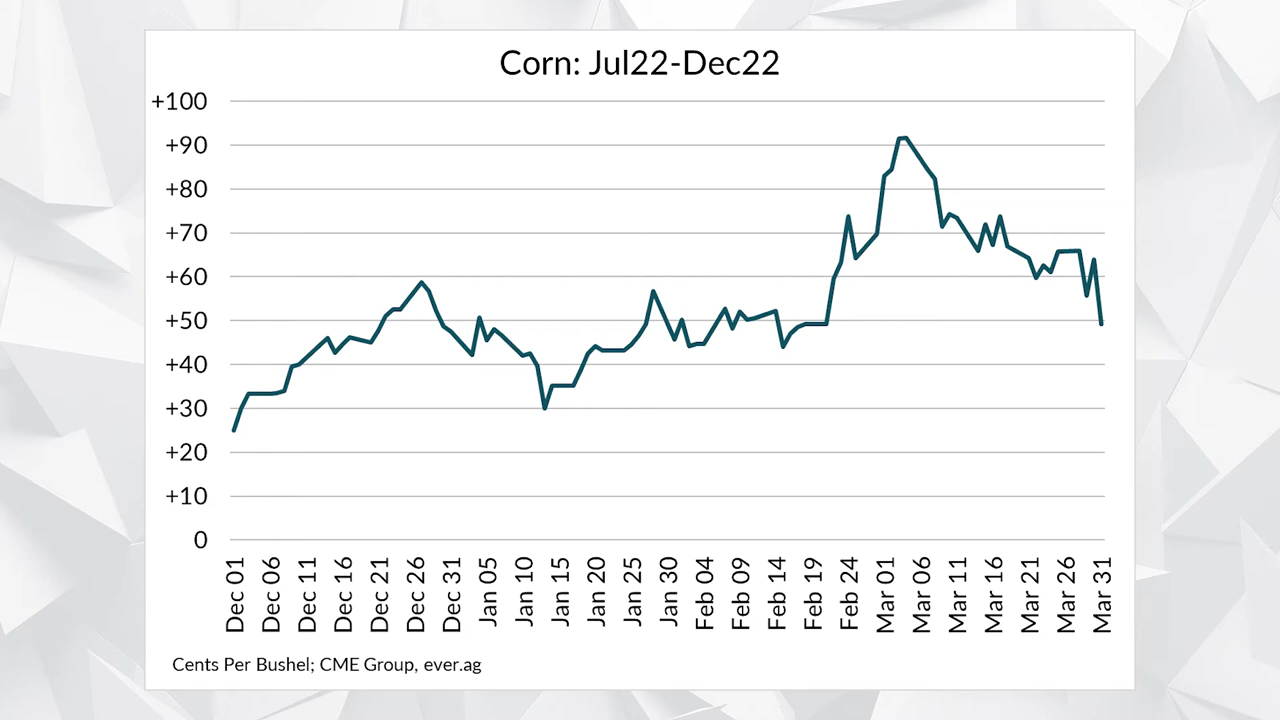 Corn: Jul22-Dec22
+100
+90
+80
+70
+60
+50
+40
+30
+20
+10
0
Dec 01
Dec 06
Dec 11
Dec 16
Dec 21
Dec 26
Dec 31
Jan 05
Jan 10
Jan 15
Jan 20
Jan 25
Jan 30
Feb 04
Feb 09
Feb 14
Feb 19
Feb 24
Mar 01
Mar 06
Mar 11
Mar 16
Mar 21
Mar 26
Mar 31
Cents Per Bushel; CME Group, ever.ag